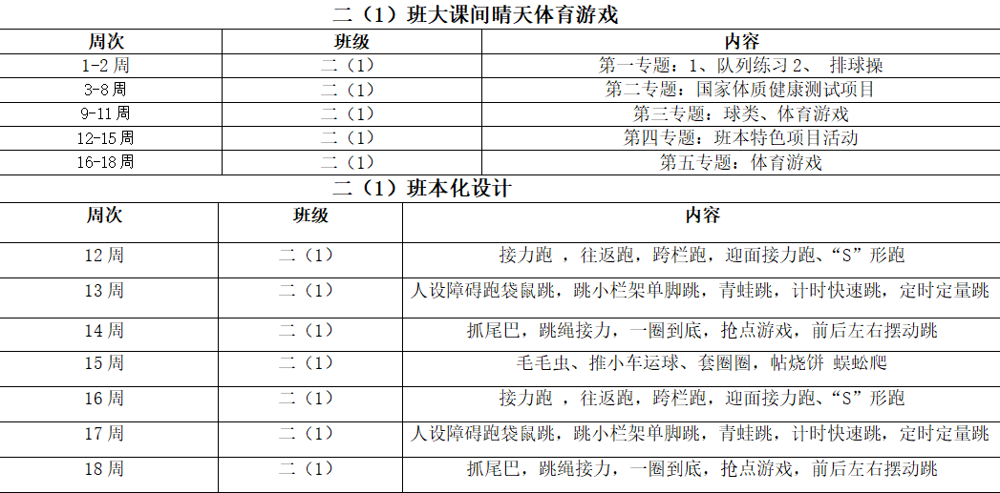 二（1）班大课间晴天体育游戏
周次 班级 内容
1-2 周 二（1） 第一专题：1、队列练习 2、 排球操
3-8 周 二（1） 第二专题：国家体质健康测试项目
9-11 周 二（1） 第三专题：球类、体育游戏
12-15 周 二（1） 第四专题：班本特色项目活动
16-18 周 二（1） 第五专题：体育游戏
二（1）班本化设计
周次 班级 内容
12 周 二（1） 接力跑 ，往返跑，跨栏跑，迎面接力跑、“S”形跑
13 周 二（1） 人设障碍跑袋鼠跳，跳小栏架单脚跳，青蛙跳，计时快速跳，定时定量跳
14 周 二（1） 抓尾巴，跳绳接力，一圈到底，抢点游戏，前后左右摆动跳
15 周 二（1） 毛毛虫、推小车运球、套圈圈，帖烧饼 蜈蚣爬
16 周 二（1） 接力跑 ，往返跑，跨栏跑，迎面接力跑、“S”形跑
17 周 二（1） 人设障碍跑袋鼠跳，跳小栏架单脚跳，青蛙跳，计时快速跳，定时定量跳
18 周 二（1） 抓尾巴，跳绳接力，一圈到底，抢点游戏，前后左右摆动跳